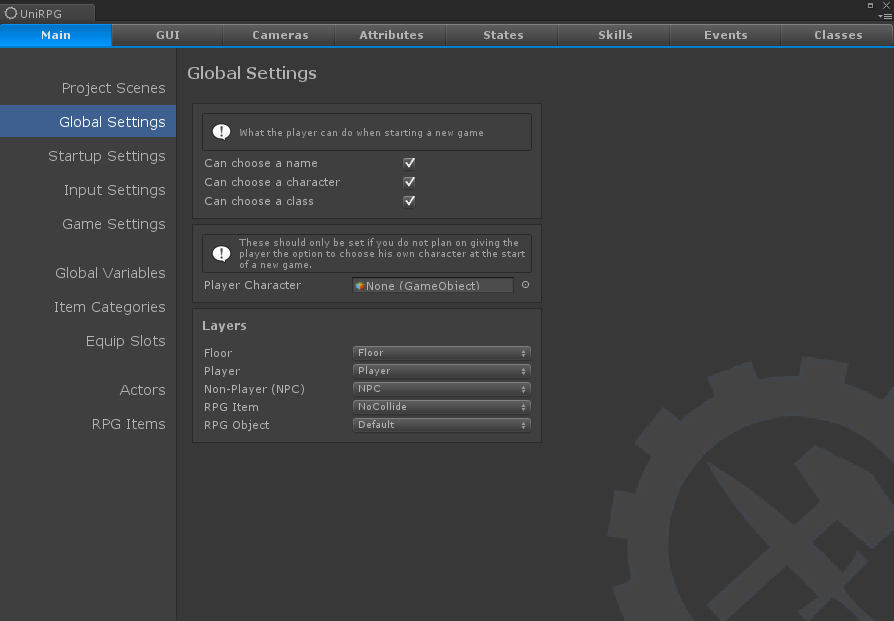 UniRPG
Main
GUI
Cameras
Attributes
States
Skills
Events
Classes
Project Scenes
Global Settings
Startup Settings
Input Settings
Game Settings
Global Variables
Item Categories
Equip Slots
Actors
RPG Items
Global Settings
What the player can do when starting a new game
Can choose a name
Can choose a character
Can choose a class
These should only be set if you do not plan on giving the
player the option to choose his own character at the start
of a new game.
Player Character None (GameObject)
Layers
Floor Floor
Player Player
Non-Player (NPC) NPC
RPG Item NoCollide
RPG Object Default